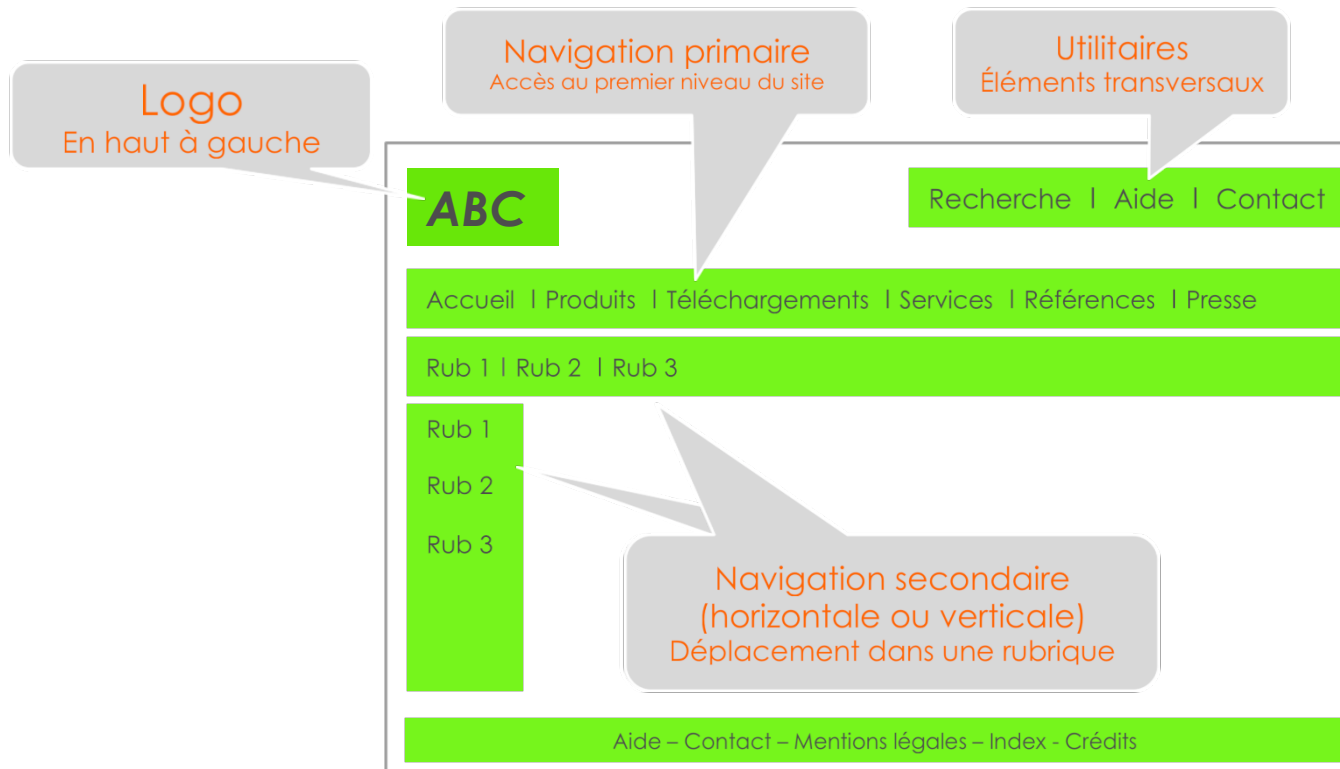 Navigation primaire
Accès au premier niveau du site
Utilitaires
Éléments transversaux
Logo
En haut à gauche
ABC
Recherche l Aide l Contact
Accueil l Produits l Téléchargements l Services l Références l Presse
Rub 1 l Rub 2 l Rub 3
Rub 1
Rub 2
Rub 3
Navigation secondaire
(horizontale ou verticale)
Déplacement dans une rubrique
Aide – Contact – Mentions légales – Index - Crédits